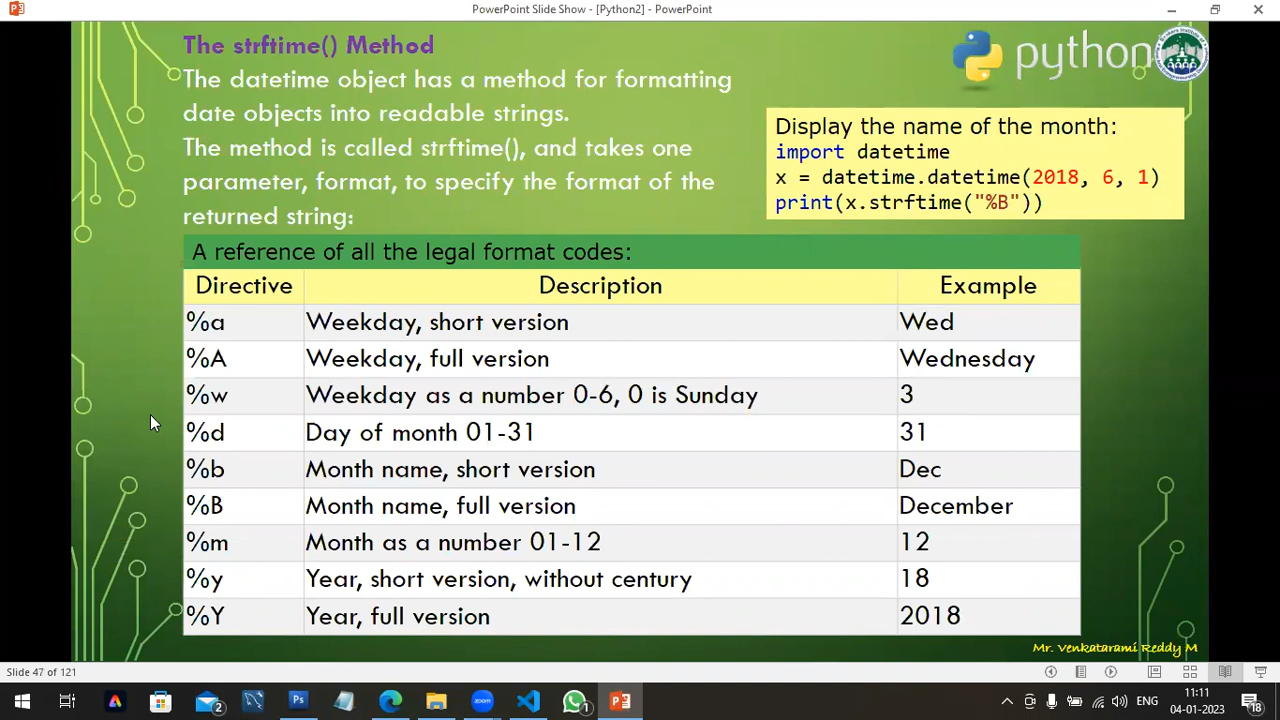 PowerPoint Slide Show - [Python2] - PowerPoint
The strftime() Method
The datetime object has a method for formatting
date objects into readable strings.
The method is called strftime(), and takes one
parameter, format, to specify the format of the
returned string:
python
Display the name of the month:
import datetime
x = datetime.datetime(2018, 6, 1)
print(x.strftime("%B"))
A reference of all the legal format codes:
Directive Description Example
%a Weekday, short version Wed
%A Weekday, full version Wednesday
%w Weekday as a number 0-6, 0 is Sunday 3
%d Day of month 01-31 31
%b Month name, short version Dec
%B Month name, full version December
%m Month as a number 01-12 12
%y Year, short version, without century 18
%Y Year, full version 2018
Mr. Venkatarami Reddy M
Slide 47 of 121
2 Ps zoom 1 ENG 11:11
04-01-2023 18